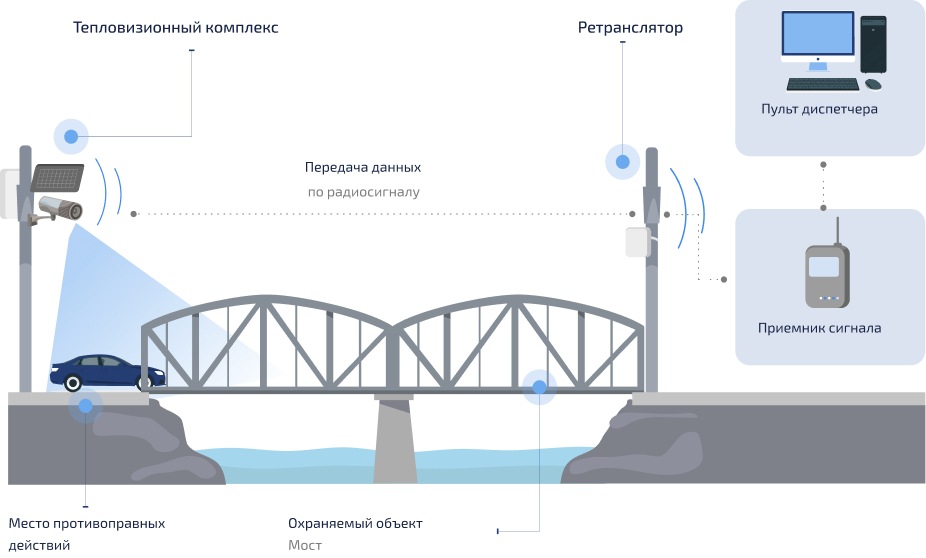 Тепловизионный комплекс
Ретранслятор
Пульт диспетчера
Передача данных
по радиосигналу
Приемник сигнала
Место противоправных
действий
Охраняемый объект
Мост